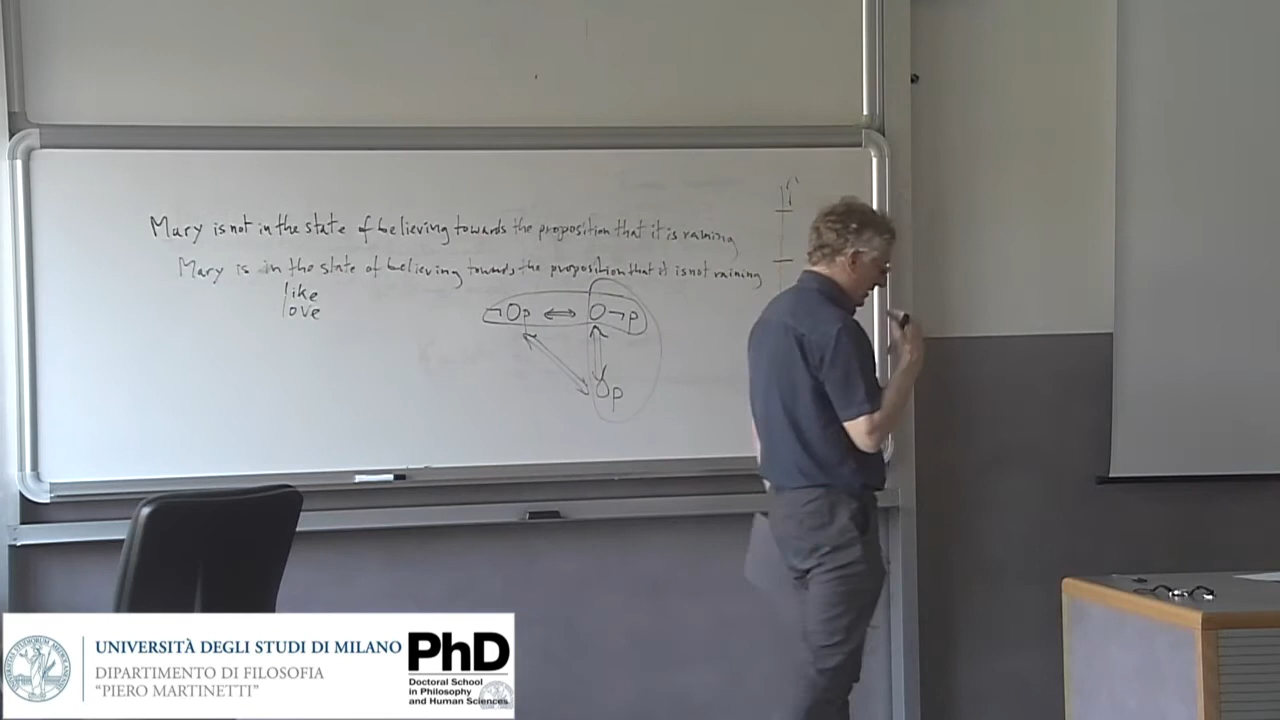 Mary is not in the state of believing towards the proposition that it is raining
Mary is in the state of believing towards the proposition that it is not raining
like
love
¬Op ⟺ O¬p
Op
UNIVERSITÀ DEGLI STUDI DI MILANO
DIPARTIMENTO DI FILOSOFIA
"PIERO MARTINETTI"
PhD
Doctoral School
in Philosophy
and Human Sciences